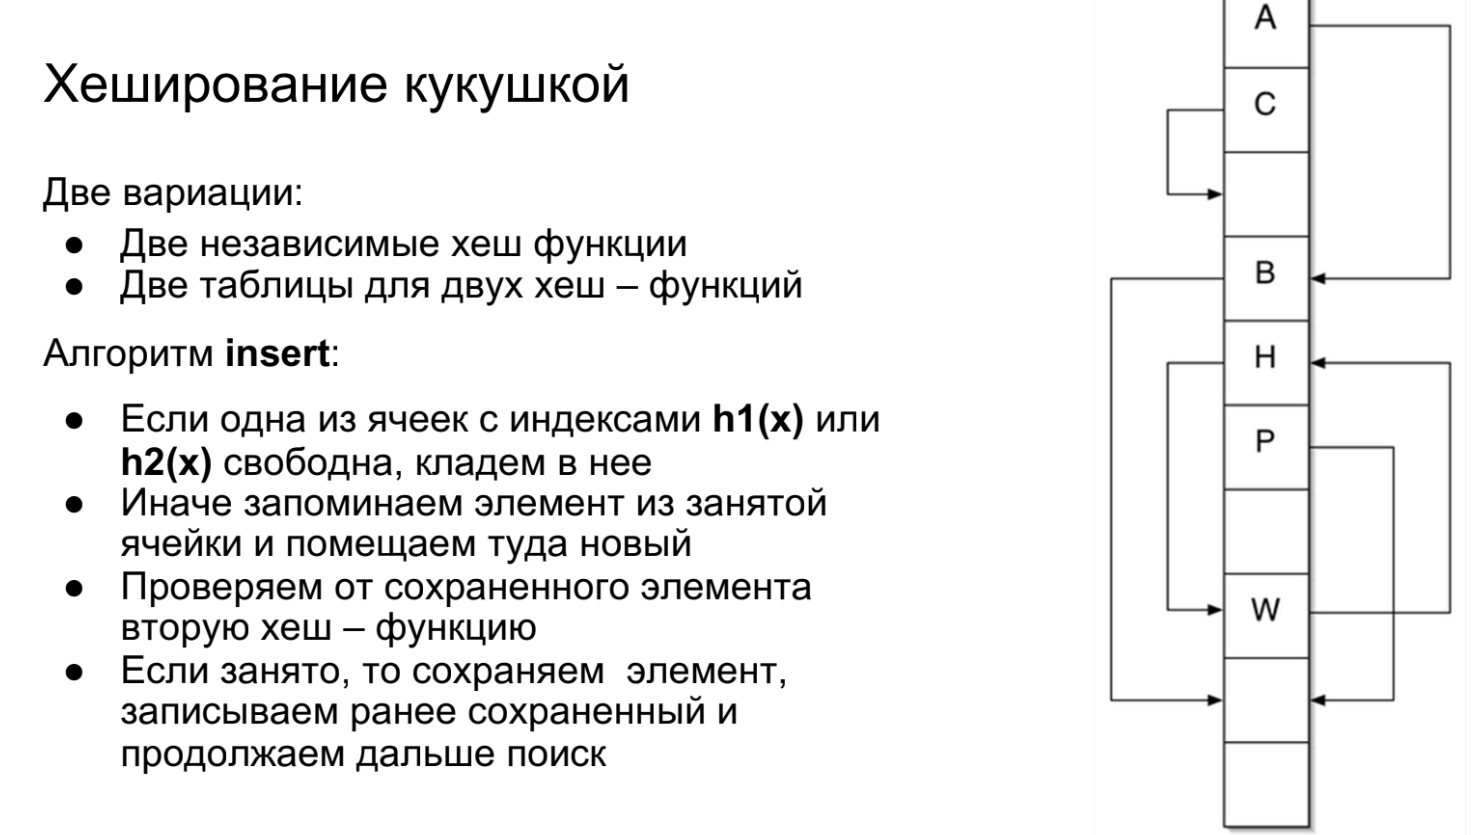 Хеширование кукушкой
Две вариации:
● Две независимые хеш функции
● Две таблицы для двух хеш – функций
Алгоритм insert:
● Если одна из ячеек с индексами h1(x) или
h2(x) свободна, кладем в нее
● Иначе запоминаем элемент из занятой
ячейки и помещаем туда новый
● Проверяем от сохраненного элемента
вторую хеш – функцию
● Если занято, то сохраняем  элемент,
записываем ранее сохраненный и
продолжаем дальше поиск
A
C
B
H
P
W